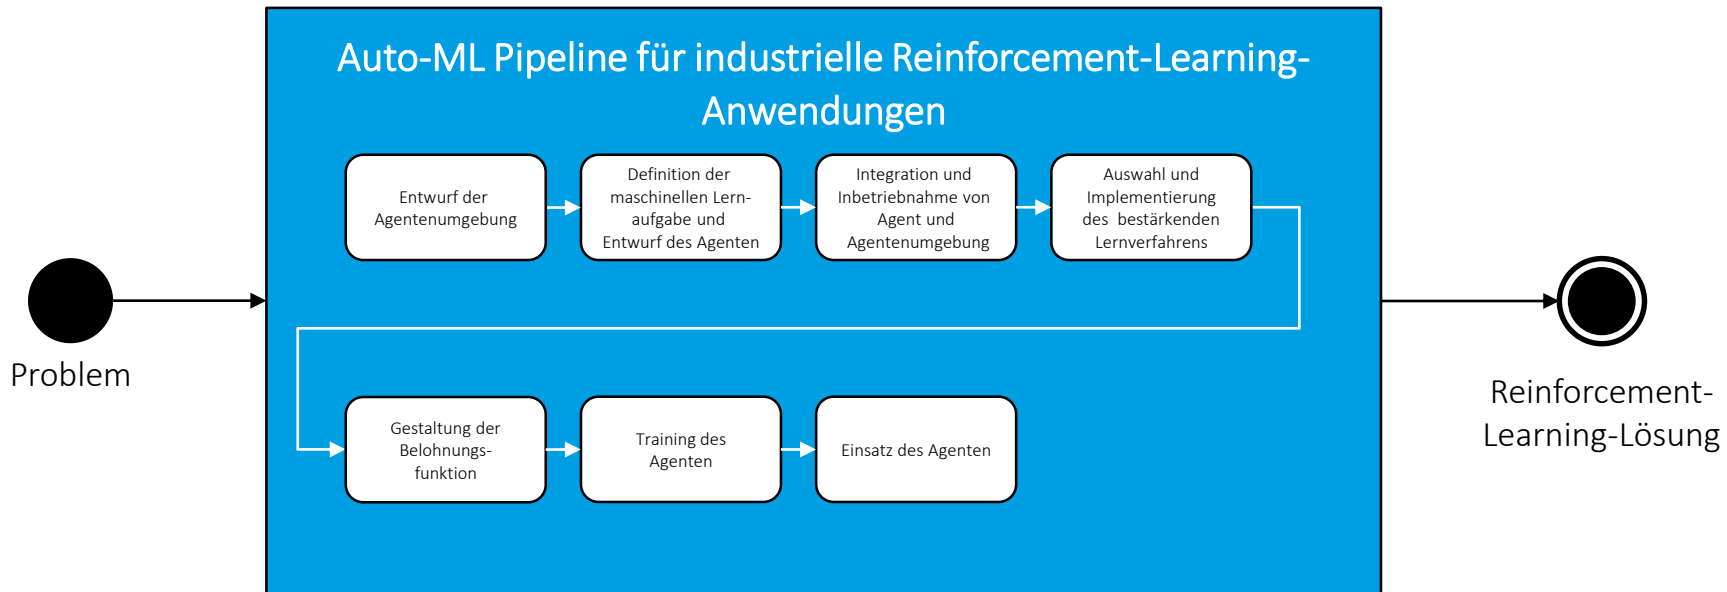 Auto-ML Pipeline für industrielle Reinforcement-Learning-
Anwendungen
Entwurf der
Agentenumgebung
Definition der
maschinellen Lern-
aufgabe und
Entwurf des Agenten
Integration und
Inbetriebnahme von
Agent und
Agentenumgebung
Auswahl und
Implementierung
des bestärkenden
Lernverfahrens
Problem
Gestaltung der
Belohnungs-
funktion
Training des
Agenten
Einsatz des Agenten
Reinforcement-
Learning-Lösung